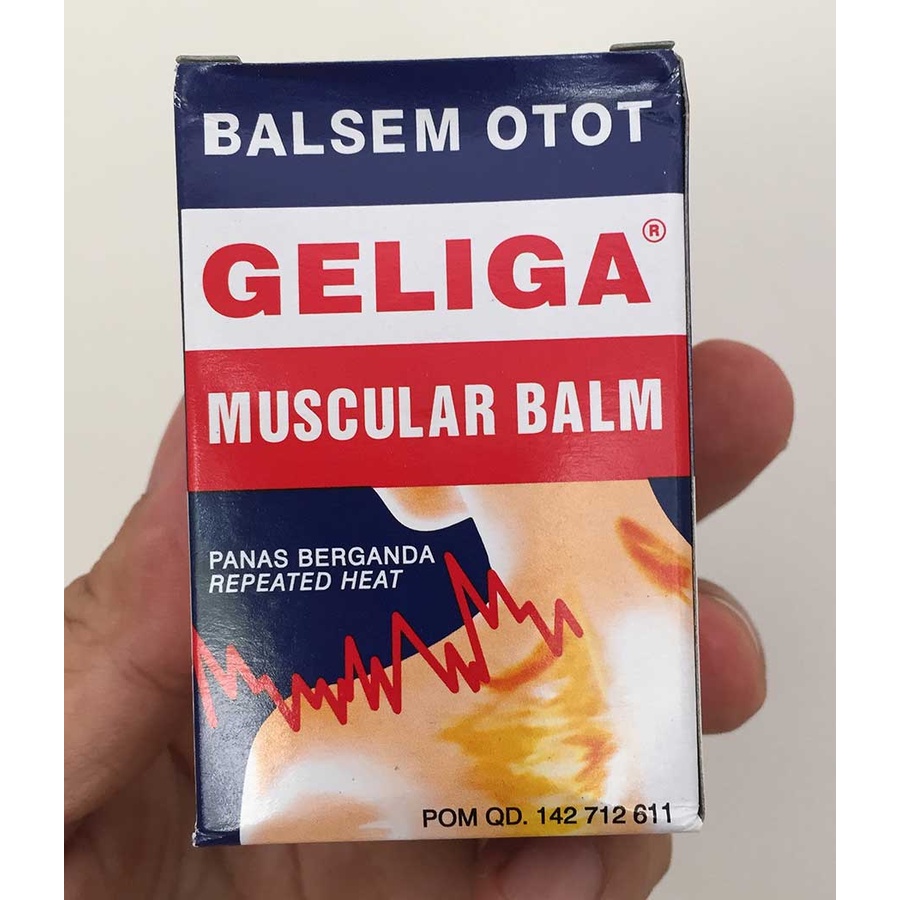 BALSEM OTOT
GELIGA®
MUSCULAR BALM
PANAS BERGANDA
REPEATED HEAT
POM QD. 142 712 611